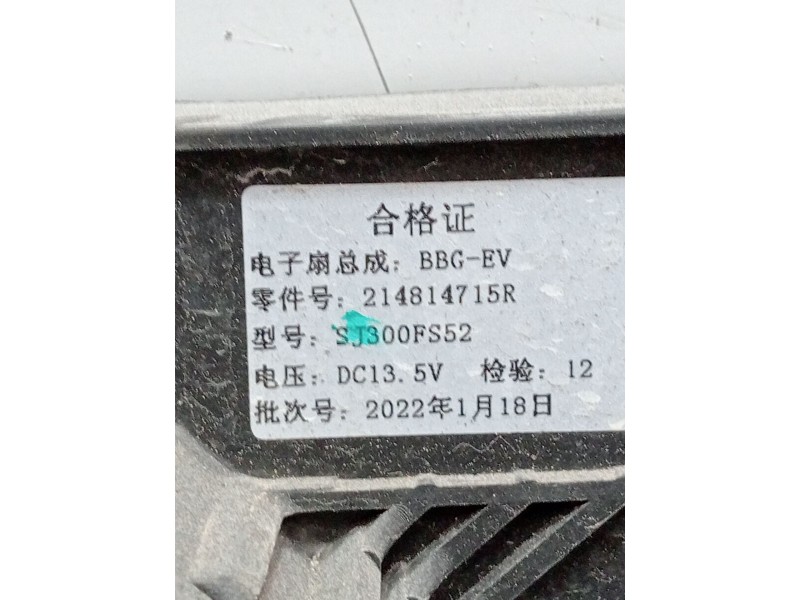 合格证
电子扇总成: BBG-EV
零件号: 214814715R
型号: SJ300FS52
电压: DC13.5V 检验: 12
批次号: 2022年1月18日